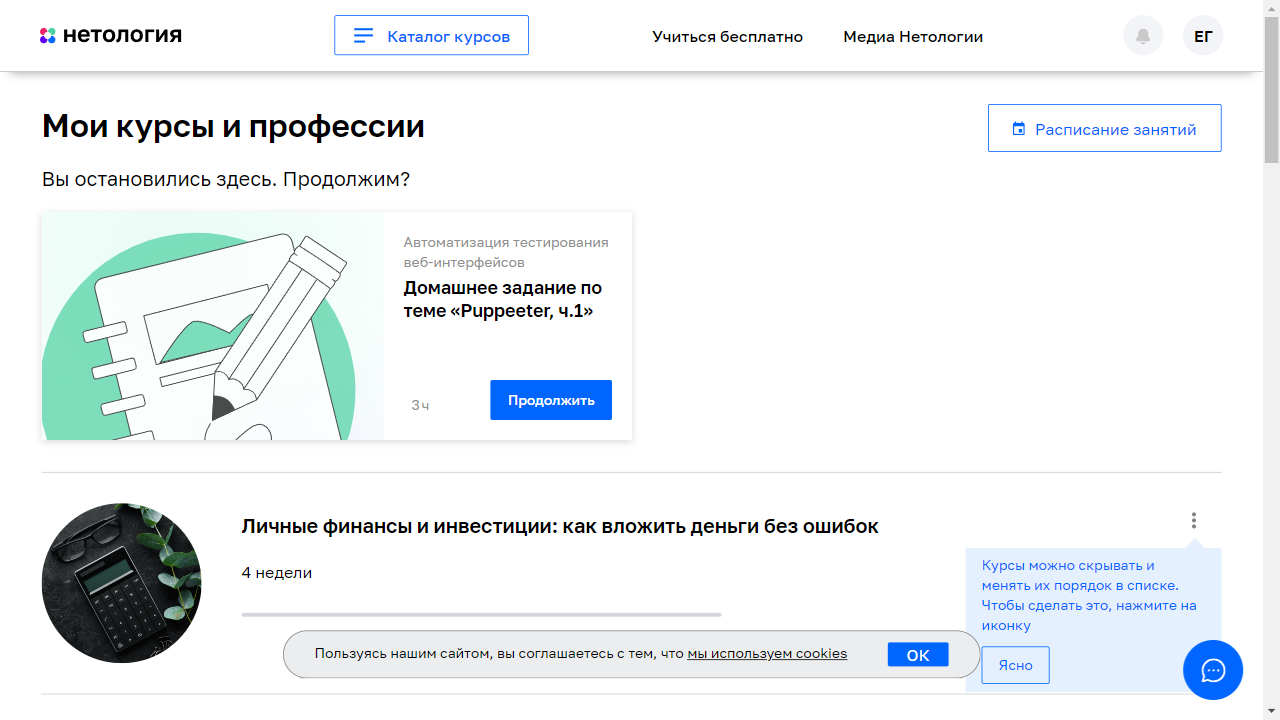 нетология
Каталог курсов
Учиться бесплатно
Медиа Нетологии
ЕГ
Мои курсы и профессии
Расписание занятий
Вы остановились здесь. Продолжим?
Автоматизация тестирования
веб-интерфейсов
Домашнее задание по
теме «Puppeeter, ч.1»
3 ч
Продолжить
Личные финансы и инвестиции: как вложить деньги без ошибок
4 недели
Курсы можно скрывать и
менять их порядок в списке.
Чтобы сделать это, нажмите на
иконку
Ясно
Пользуясь нашим сайтом, вы соглашаетесь с тем, что мы используем cookies
ОК